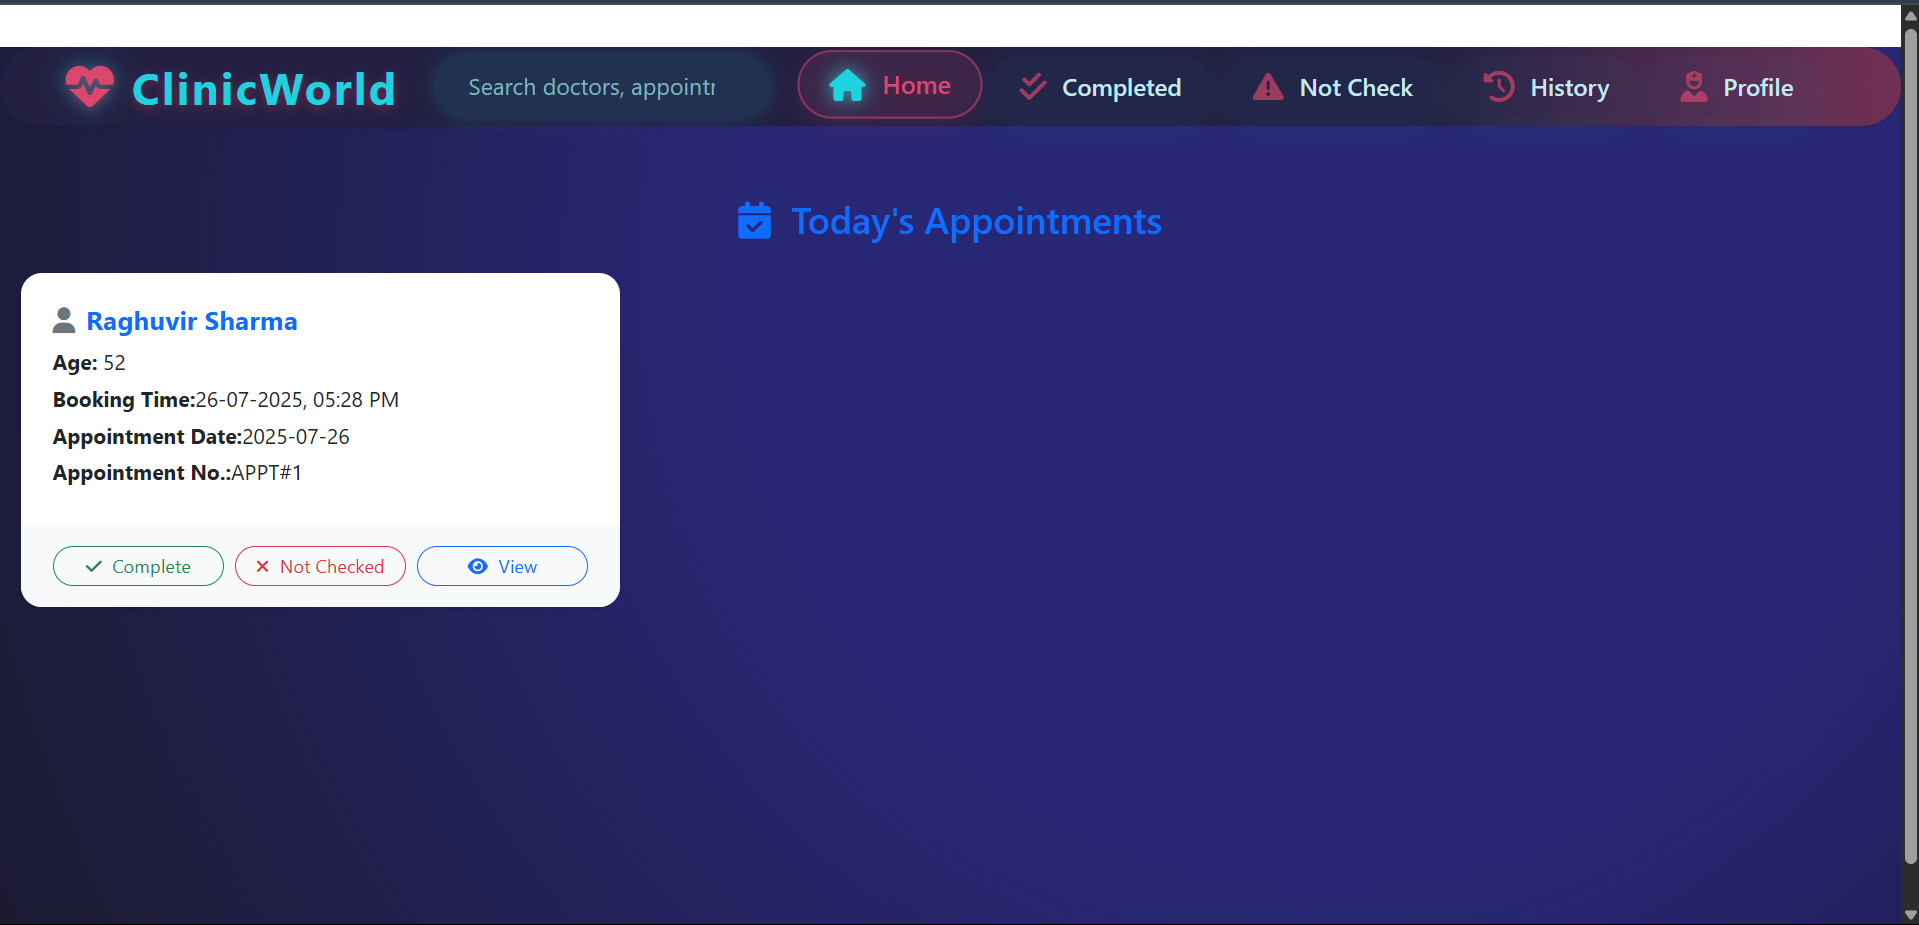 ClinicWorld
Search doctors, appoint
Home
Completed
Not Check
History
Profile
Today's Appointments
Raghuvir Sharma
Age: 52
Booking Time:26-07-2025, 05:28 PM
Appointment Date:2025-07-26
Appointment No.:APPT#1
Complete
Not Checked
View